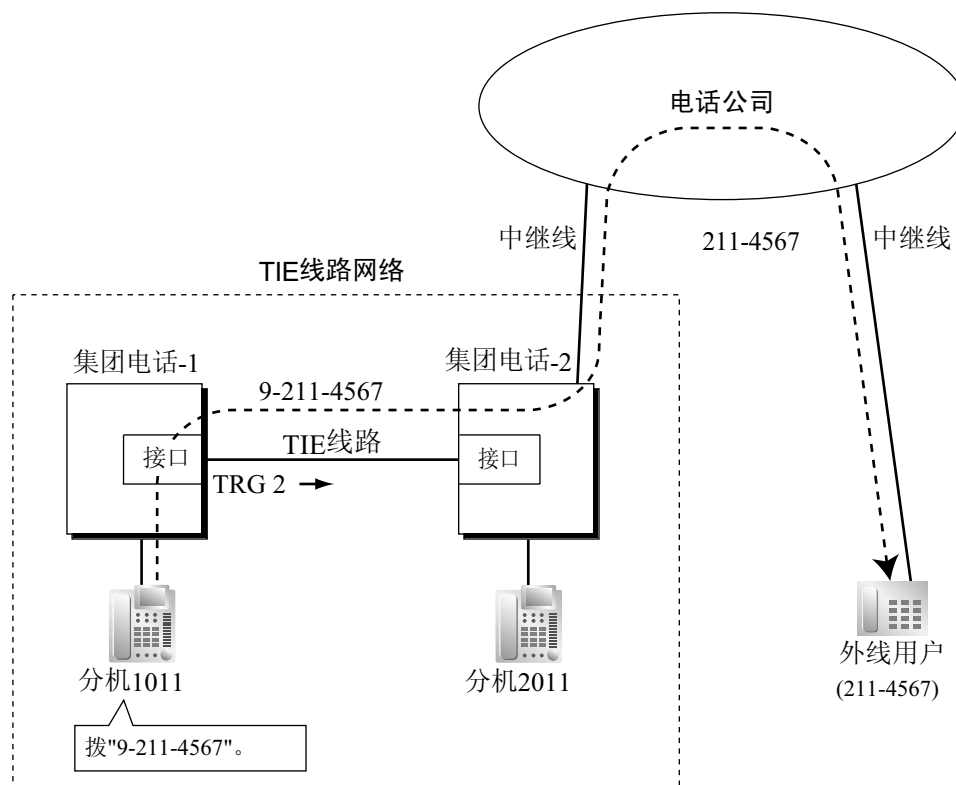 电话公司
中继线
211-4567
中继线
TIE线路网络
集团电话-1
集团电话-2
9-211-4567
接口
TIE线路
接口
TRG 2
分机1011
分机2011
外线用户
(211-4567)
拨"9-211-4567"。